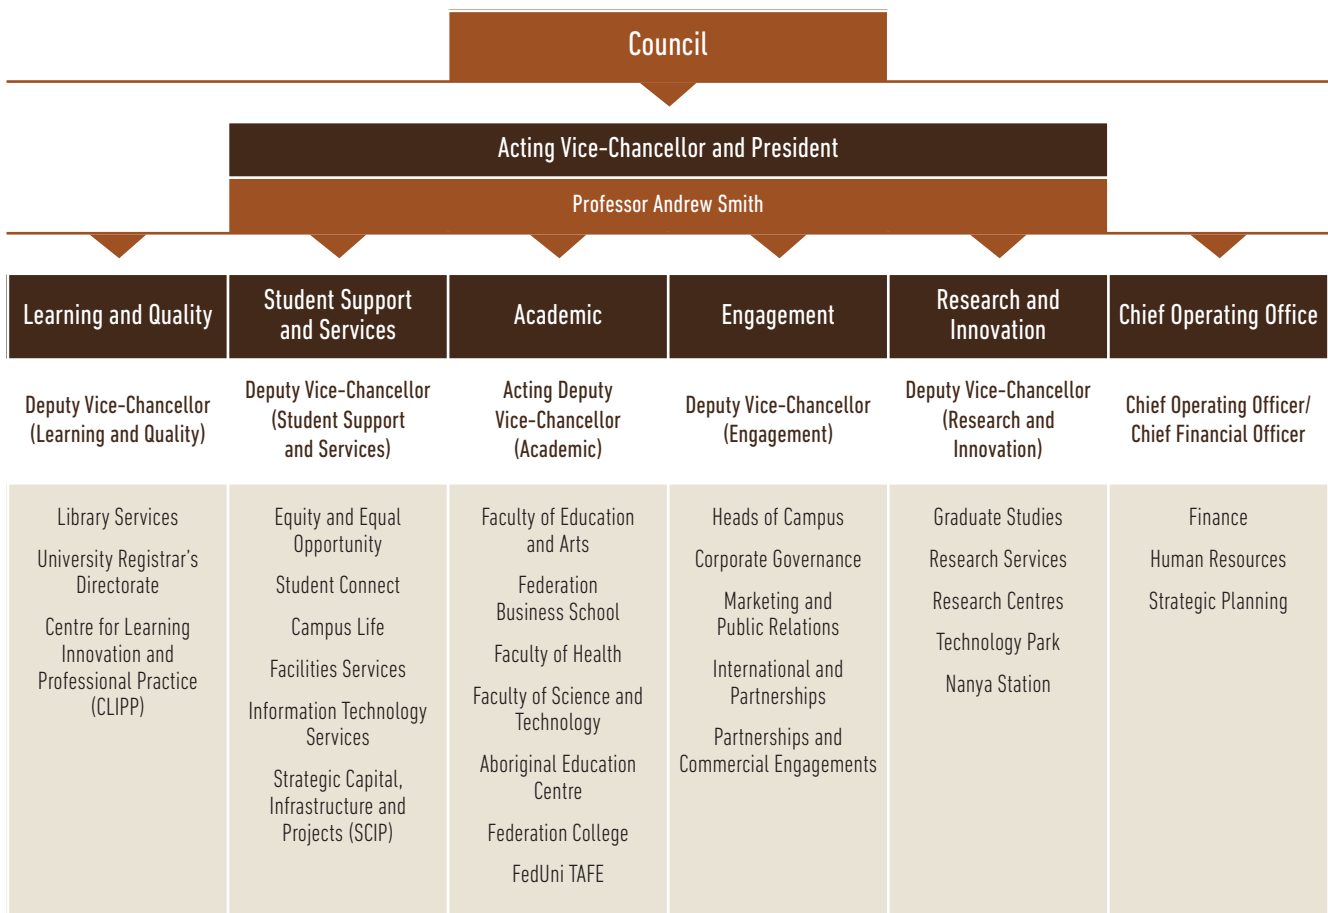 Council
Acting Vice-Chancellor and President
Professor Andrew Smith
Learning and Quality
Deputy Vice-Chancellor
(Learning and Quality)
Library Services
University Registrar's
Directorate
Centre for Learning
Innovation and
Professional Practice
(CLIPP)
Student Support
and Services
Deputy Vice-Chancellor
(Student Support
and Services)
Equity and Equal
Opportunity
Student Connect
Campus Life
Facilities Services
Information Technology
Services
Strategic Capital,
Infrastructure and
Projects (SCIP)
Academic
Acting Deputy
Vice-Chancellor
(Academic)
Faculty of Education
and Arts
Federation
Business School
Faculty of Health
Faculty of Science and
Technology
Aboriginal Education
Centre
Federation College
FedUni TAFE
Engagement
Deputy Vice-Chancellor
(Engagement)
Heads of Campus
Corporate Governance
Marketing and
Public Relations
International and
Partnerships
Partnerships and
Commercial Engagements
Research and
Innovation
Deputy Vice-Chancellor
(Research and
Innovation)
Graduate Studies
Research Services
Research Centres
Technology Park
Nanya Station
Chief Operating Office
Chief Operating Officer/
Chief Financial Officer
Finance
Human Resources
Strategic Planning